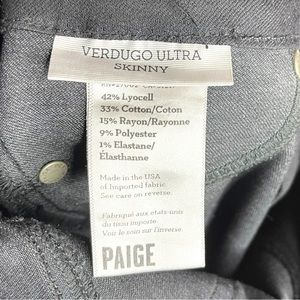 VERDUGO ULTRA
SKINNY
42% Lyocell
33% Cotton/Coton
15% Rayon/Rayonne
9% Polyester
1% Elastane/
Élasthanne
Made in the USA
of imported fabric.
See care on reverse.
Fabriqué aux etats-unis
du tissu importé.
Voir le soin sur l'inverse.
PAIGE